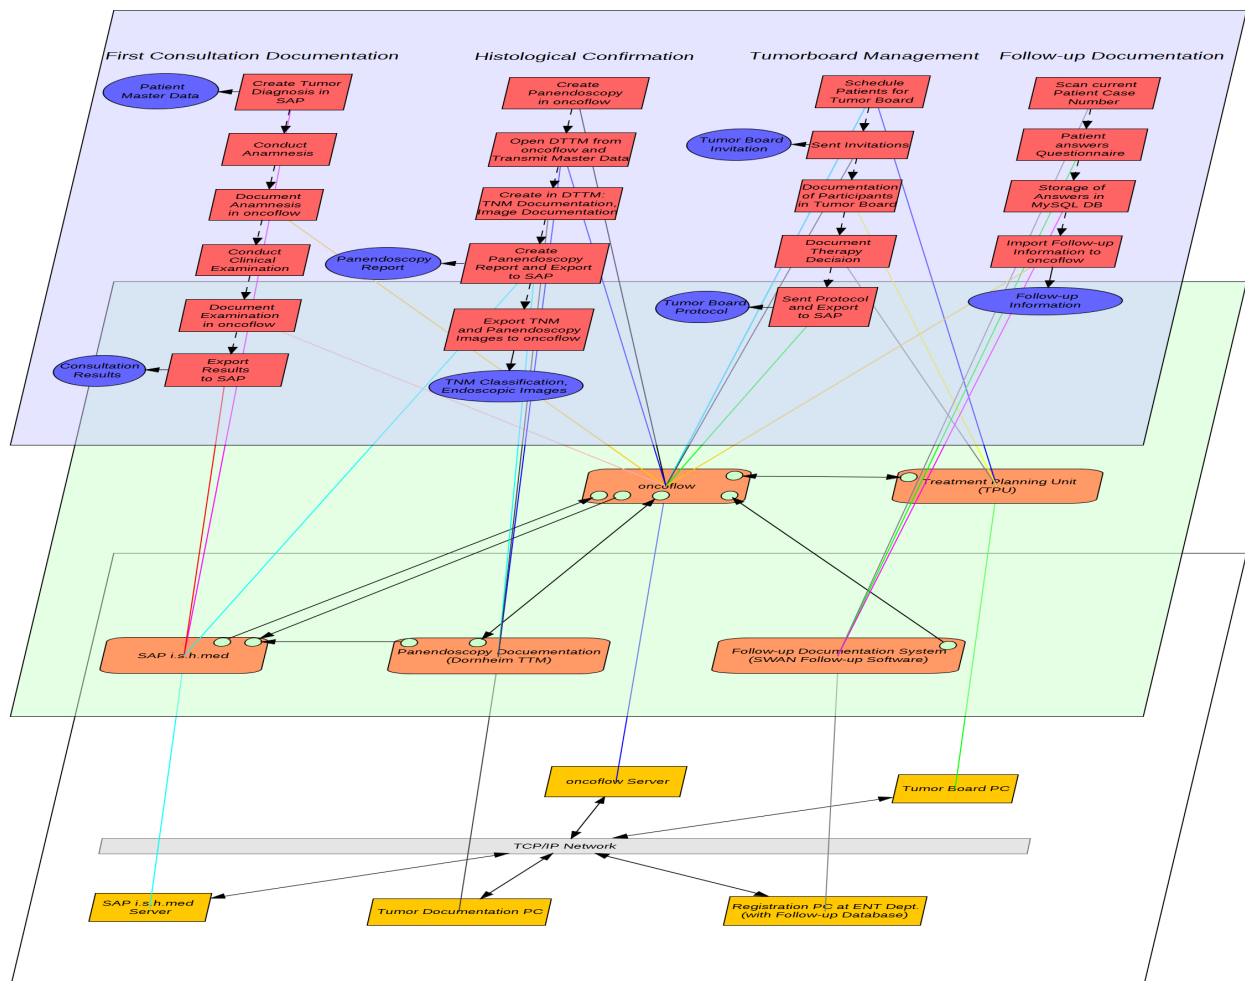 First Consultation Documentation
Patient
Master Data
Create Tumor
Diagnosis in
SAP
Conduct
Anamnesis
Document
Anamnesis
in oncoflow
Conduct
Clinical
Examination
Document
Examination
in oncoflow
Consultation
Results
Export
Results
to SAP
Histological Confirmation
Create
Panendoscopy
in oncoflow
Open DTTM from
oncoflow and
Transmit Master Data
Create in DTTM:
TNM Documentation,
Image Documentation
Panendoscopy
Report
Create
Panendoscopy
Report and Export
to SAP
Export TNM
and Panendoscopy
Images to oncoflow
TNM Classification,
Endoscopic Images
Tumorboard Management
Schedule
Patients for
Tumor Board
Tumor Board
Invitation
Sent Invitations
Documentation
of Participants
in Tumor Board
Document
Therapy
Decision
Tumor Board
Protocol
Sent Protocol
and Export
to SAP
Follow-up Documentation
Scan current
Patient Case
Number
Patient
answers
Questionnaire
Storage of
Answers in
MySQL DB
Import Follow-up
Information to
oncoflow
Follow-up
Information
oncoflow
Treatment Planning Unit
(TPU)
SAP i.s.h.med
Panendoscopy Docuementation
(Dornheim TTM)
Follow-up Documentation System
(SWAN Follow-up Software)
oncoflow Server
Tumor Board PC
TCP/IP Network
SAP i.s.h.med
Server
Tumor Documentation PC
Registration PC at ENT Dept.
(with Follow-up Database)